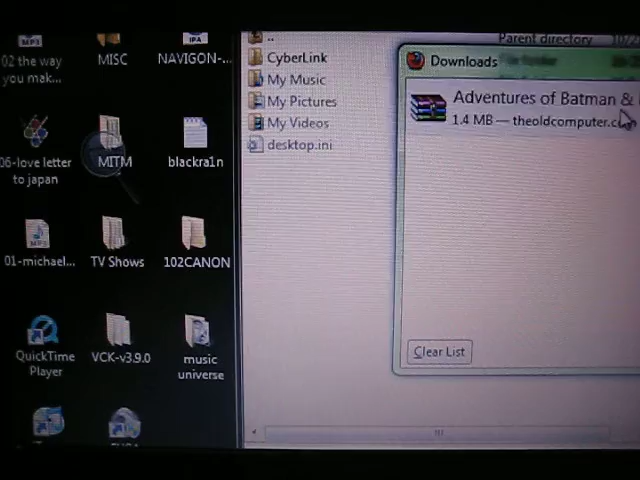 MP3
IPA
02 the way
you mak...
MISC
NAVIGON-...
06-love letter
to japan
MITM
blackra1n
MP3
01-michael...
TV Shows
102CANON
QuickTime
Player
VCK-v3.9.0
music
universe
..
Parent directory
CyberLink
My Music
My Pictures
My Videos
desktop.ini
Downloads
Adventures of Batman &
1.4 MB — theoldcomputer.c
Clear List